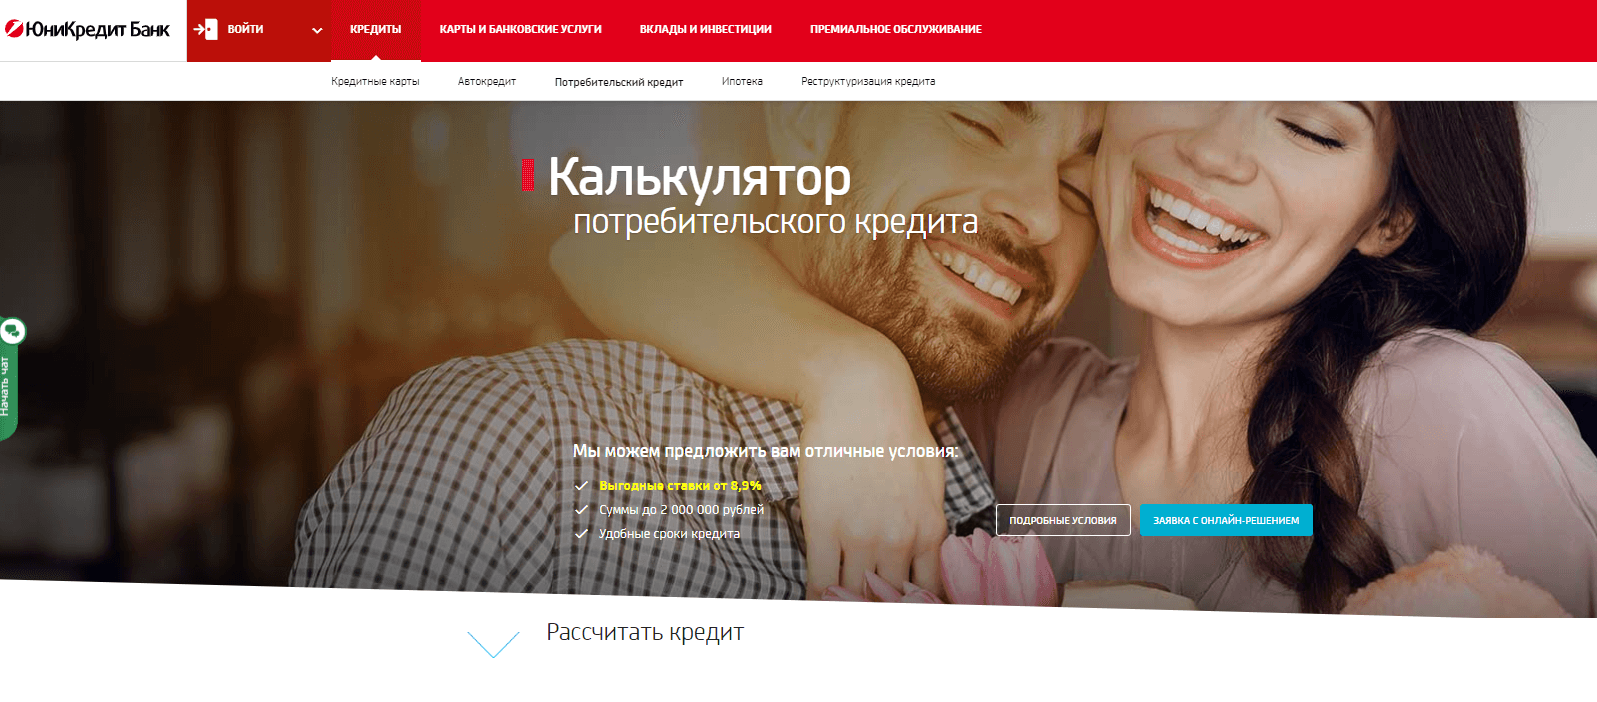 ЮниКредит Банк
ВОЙТИ
КРЕДИТЫ
КАРТЫ И БАНКОВСКИЕ УСЛУГИ
ВКЛАДЫ И ИНВЕСТИЦИИ
ПРЕМИАЛЬНОЕ ОБСЛУЖИВАНИЕ
Кредитные карты
Автокредит
Потребительский кредит
Ипотека
Реструктуризация кредита
Калькулятор
потребительского кредита
Начать чат
Мы можем предложить вам отличные условия:
Выгодные ставки от 8,9%
Суммы до 2 000 000 рублей
Удобные сроки кредита
ПОДРОБНЫЕ УСЛОВИЯ
ЗАЯВКА С ОНЛАЙН-РЕШЕНИЕМ
Рассчитать кредит